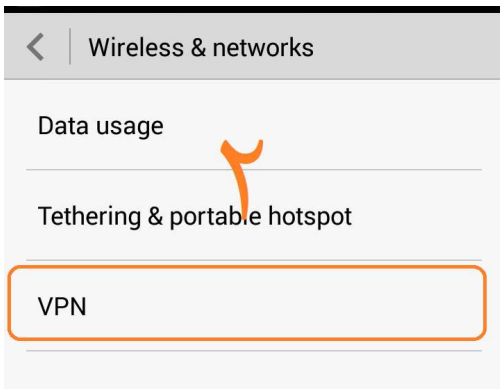 Wireless & networks
Data usage
۲
Tethering & portable hotspot
VPN